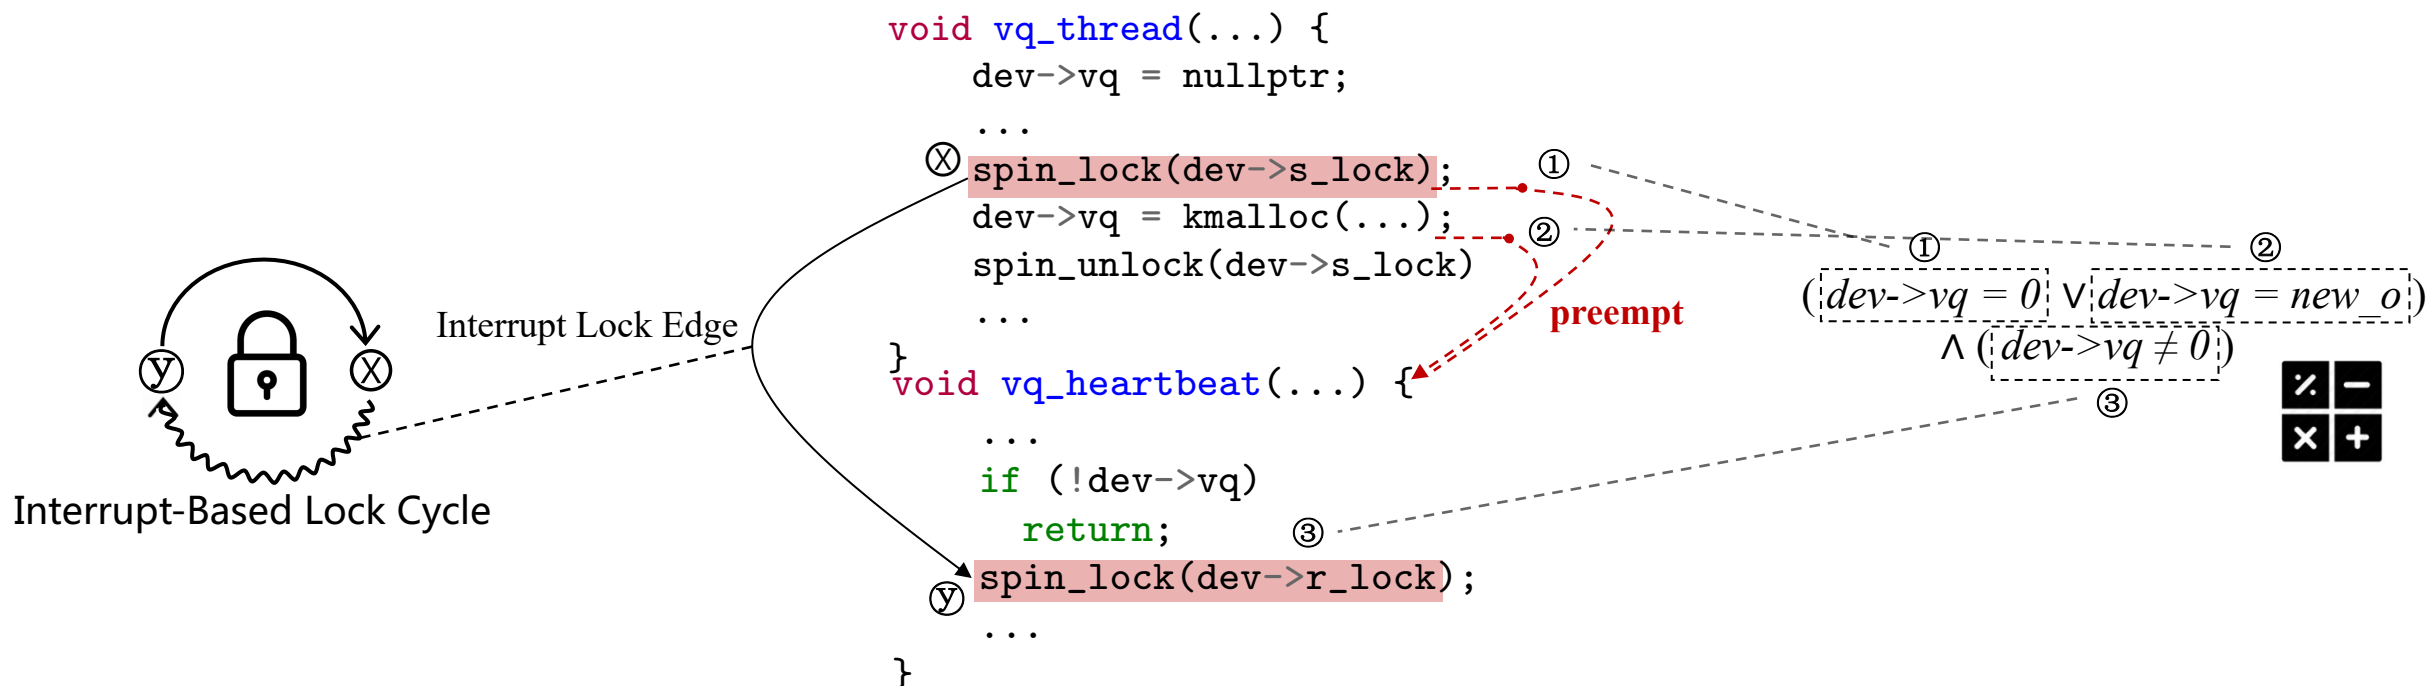 void vq_thread(...) {
dev->vq = nullptr;
...
ⓧ spin_lock(dev->s_lock); ①
dev->vq = kmalloc(...); ②
spin_unlock(dev->s_lock)
...
}
preempt
void vq_heartbeat(...) {
...
if (!dev->vq)
return; ③
ⓨ spin_lock(dev->r_lock);
...
}
Interrupt Lock Edge
ⓨ ⓧ
Interrupt-Based Lock Cycle
① ②
(dev->vq = 0 ∨ dev->vq = new_o)
∧ (dev->vq ≠ 0)
③